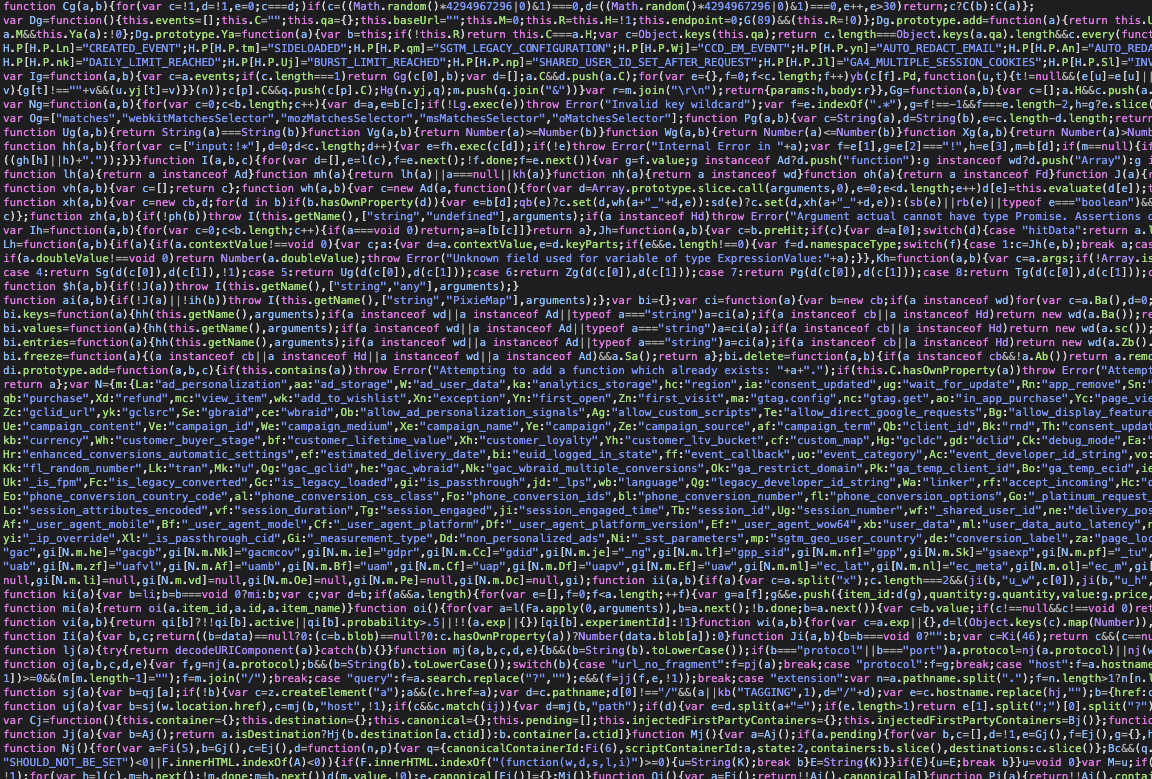 function Cg(a,b){for(var c=!1,d=!1,e=0;c===d;)if(c=((Math.random()*4294967296|0)&1)===0,d=((Math.random()*4294967296|0)&1)===0,e++,e>30)return;c?C(b):C(a)};
function Dg(){this.events=[];this.C="";this.qa={};this.baseUrl="";this.M=0;this.R=this.H=!1;this.endpoint=0;G(89)&&(this.R=!0)}Dg.prototype.add=function(a){return this.
a.M&&this.Ya(a):!0};Dg.prototype.Ya=function(a){var b=this;if(!this.R)return this.C===a.H;var c=Object.keys(this.qa);return c.length===Object.keys(a.qa).length&&c.every(func
H.P[H.P.Ln]="CREATED_EVENT";H.P[H.P.tm]="SIDELOADED";H.P[H.P.qm]="SGTM_LEGACY_CONFIGURATION";H.P[H.P.Wj]="CCD_EM_EVENT";H.P[H.P.yn]="AUTO_REDACT_EMAIL";H.P[H.P.An]="AUTO_REDA
H.P[H.P.nk]="DAILY_LIMIT_REACHED";H.P[H.P.Uj]="BURST_LIMIT_REACHED";H.P[H.P.np]="SHARED_USER_ID_SET_AFTER_REQUEST";H.P[H.P.Jl]="GA4_MULTIPLE_SESSION_COOKIES";H.P[H.P.Sl]="INV
var Ig=function(a,b){var c=a.events;if(c.length===1)return Gg(c[0],b);var d=[];a.C&&d.push(a.C);for(var e={},f=0;f<c.length;f++)yb(c[f].Pd,function(u,t){t!=null&&(e[u]=e[u]||
v){g[t]!==""+v&&(u.yj[t]=v)}}(n));c[p].C&&q.push(c[p].C);Hg(n.yj,q);m.push(q.join("&"))}var r=m.join("\r\n");return{params:h,body:r}},Gg=function(a,b){var c=[];a.H&&c.push(a.
var Ng=function(a,b){for(var c=0;c<b.length;c++){var d=a,e=b[c];if(!Lg.exec(e))throw Error("Invalid key wildcard");var f=e.indexOf(".*"),g=f!==-1&&f===e.length-2,h=g?e.slice(
var Og=["matches","webkitMatchesSelector","mozMatchesSelector","msMatchesSelector","oMatchesSelector"];function Pg(a,b){var c=String(a),d=String(b),e=c.length-d.length;return
function Ug(a,b){return String(a)===String(b)}function Vg(a,b){return Number(a)>=Number(b)}function Wg(a,b){return Number(a)<=Number(b)}function Xg(a,b){return Number(a)>Numb
function hh(a,b){for(var c=["input:!*"],d=0;d<c.length;d++){var e=fh.exec(c[d]);if(!e)throw Error("Internal Error in "+a);var f=e[1],g=e[2]==="!",h=e[3],m=b[d];if(m==null){if
((gh[h]||h)+".");}}}function I(a,b,c){for(var d=[],e=l(c),f=e.next();!f.done;f=e.next()){var g=f.value;g instanceof Ad?d.push("function"):g instanceof wd?d.push("Array"):g i
function lh(a){return a instanceof Ad}function mh(a){return lh(a)||a===null||kh(a)}function nh(a){return a instanceof wd}function oh(a){return a instanceof Fd}function J(a){r
function vh(a,b){var c=[];return c};function wh(a,b){var c=new Ad(a,function(){for(var d=Array.prototype.slice.call(arguments,0),e=0;e<d.length;e++)d[e]=this.evaluate(d[e]);t
function xh(a,b){var c=new cb,d;for(d in b)if(b.hasOwnProperty(d)){var e=b[d];qb(e)?c.set(d,wh(a+"_"+d,e)):sd(e)?c.set(d,xh(a+"_"+d,e)):(sb(e)||rb(e)||typeof e==="boolean")&&
c)};function zh(a,b){if(!ph(b))throw I(this.getName(),["string","undefined"],arguments);if(a instanceof Hd)throw Error("Argument actual cannot have type Promise. Assertions o
var Ih=function(a,b){for(var c=0;c<b.length;c++){if(a===void 0)return;a=a[b[c]]}return a},Jh=function(a,b){var c=b.preHit;if(c){var d=a[0];switch(d){case "hitData":return a.l
Lh=function(a,b){if(a){if(a.contextValue!==void 0){var c;a:{var d=a.contextValue,e=d.keyParts;if(e&&e.length!==0){var f=d.namespaceType;switch(f){case 1:c=Jh(e,b);break a;cas
if(a.doubleValue!==void 0)return Number(a.doubleValue);throw Error("Unknown field used for variable of type ExpressionValue:"+a);}},Kh=function(a,b){var c=a.args;if(!Array.is
case 4:return Sg(d(c[0]),d(c[1]),!1);case 5:return Ug(d(c[0]),d(c[1]));case 6:return Zg(d(c[0]),d(c[1]));case 7:return Pg(d(c[0]),d(c[1]));case 8:return Tg(d(c[0]),d(c[1]));c
function $h(a,b){if(!J(a))throw I(this.getName(),["string","any"],arguments);}
function ai(a,b){if(!J(a)||!ih(b))throw I(this.getName(),["string","PixieMap"],arguments);};var bi={};var ci=function(a){var b=new cb;if(a instanceof wd)for(var c=a.Ba(),d=0;
bi.keys=function(a){hh(this.getName(),arguments);if(a instanceof wd||a instanceof Ad||typeof a==="string")a=ci(a);if(a instanceof cb||a instanceof Hd)return new wd(a.Ba());re
bi.values=function(a){hh(this.getName(),arguments);if(a instanceof wd||a instanceof Ad||typeof a==="string")a=ci(a);if(a instanceof cb||a instanceof Hd)return new wd(a.sc());
bi.entries=function(a){hh(this.getName(),arguments);if(a instanceof wd||a instanceof Ad||typeof a==="string")a=ci(a);if(a instanceof cb||a instanceof Hd)return new wd(a.Zb().
bi.freeze=function(a){(a instanceof cb||a instanceof Hd||a instanceof wd||a instanceof Ad)&&a.Sa();return a};bi.delete=function(a,b){if(a instanceof cb&&!a.Ab())return a.remo
di.prototype.add=function(a,b,c){if(this.contains(a))throw Error("Attempting to add a function which already exists: "+a+".");if(this.C.hasOwnProperty(a))throw Error("Attempt
return a};var N={m:{La:"ad_personalization",aa:"ad_storage",W:"ad_user_data",ka:"analytics_storage",hc:"region",ia:"consent_updated",ug:"wait_for_update",Rn:"app_remove",Sn:"
qb:"purchase",Xd:"refund",mc:"view_item",wk:"add_to_wishlist",Xn:"exception",Yn:"first_open",Zn:"first_visit",ma:"gtag.config",nc:"gtag.get",ao:"in_app_purchase",Yc:"page_vie
Zc:"gclid_url",yk:"gclsrc",Se:"gbraid",ce:"wbraid",Ob:"allow_ad_personalization_signals",Ag:"allow_custom_scripts",Te:"allow_direct_google_requests",Bg:"allow_display_feature
Ue:"campaign_content",Ve:"campaign_id",We:"campaign_medium",Xe:"campaign_name",Ye:"campaign",Ze:"campaign_source",af:"campaign_term",Qb:"client_id",Bk:"rnd",Th:"consent_updat
kb:"currency",Wh:"customer_buyer_stage",bf:"customer_lifetime_value",Xh:"customer_loyalty",Yh:"customer_ltv_bucket",cf:"custom_map",Hg:"gcldc",gd:"dclid",Ck:"debug_mode",Ea:"
Hr:"enhanced_conversions_automatic_settings",ef:"estimated_delivery_date",bi:"euid_logged_in_state",ff:"event_callback",uo:"event_category",Ac:"event_developer_id_string",vo:
Kk:"fl_random_number",Lk:"tran",Mk:"u",Og:"gac_gclid",he:"gac_wbraid",Nk:"gac_wbraid_multiple_conversions",Ok:"ga_restrict_domain",Pk:"ga_temp_client_id",Bo:"ga_temp_ecid",ie
Uk:"_is_fpm",Fc:"is_legacy_converted",Gc:"is_legacy_loaded",gi:"is_passthrough",jd:"_lps",wb:"language",Qg:"legacy_developer_id_string",Wa:"linker",rf:"accept_incoming",Hc:"d
Eo:"phone_conversion_country_code",al:"phone_conversion_css_class",Fo:"phone_conversion_ids",bl:"phone_conversion_number",fl:"phone_conversion_options",Go:"_platinum_request_
Lo:"session_attributes_encoded",vf:"session_duration",Tg:"session_engaged",ji:"session_engaged_time",Tb:"session_id",Ug:"session_number",wf:"_shared_user_id",ne:"delivery_pos
Af:"_user_agent_mobile",Bf:"_user_agent_model",Cf:"_user_agent_platform",Df:"_user_agent_platform_version",Ef:"_user_agent_wow64",xb:"user_data",ml:"user_data_auto_latency",n
yi:"_ip_override",Xl:"_is_passthrough_cid",Gi:"_measurement_type",Dd:"non_personalized_ads",Ni:"_sst_parameters",mp:"sgtm_geo_user_country",de:"conversion_label",za:"page_loc
"gac",gi[N.m.he]="gacgb",gi[N.m.Nk]="gacmcov",gi[N.m.ie]="gdpr",gi[N.m.Cc]="gdid",gi[N.m.je]="_ng",gi[N.m.lf]="gpp_sid",gi[N.m.nf]="gpp",gi[N.m.Sk]="gsaexp",gi[N.m.pf]="_tu",
"uab",gi[N.m.zf]="uafvl",gi[N.m.Af]="uamb",gi[N.m.Bf]="uam",gi[N.m.Cf]="uap",gi[N.m.Df]="uapv",gi[N.m.Ef]="uaw",gi[N.m.ml]="ec_lat",gi[N.m.nl]="ec_meta",gi[N.m.ol]="ec_m",gi
null,gi[N.m.li]=null,gi[N.m.vd]=null,gi[N.m.Oe]=null,gi[N.m.Pe]=null,gi[N.m.Dc]=null,gi);function ii(a,b){if(a){var c=a.split("x");c.length===2&&(ji(b,"u_w",c[0]),ji(b,"u_h",
function ki(a){var b=li;b=b===void 0?mi:b;var c;var d=b;if(a&&a.length){for(var e=[],f=0;f<a.length;++f){var g=a[f];g&&e.push({item_id:d(g),quantity:g.quantity,value:g.price,
function mi(a){return oi(a.item_id,a.id,a.item_name)}function oi(){for(var a=l(Fa.apply(0,arguments)),b=a.next();!b.done;b=a.next()){var c=b.value;if(c!==null&&c!==void 0)ret
function vi(b){return qi[b]?!!qi[b].active||qi[b].probability>.5||!!(a.exp||{})[qi[b].experimentId]:!1}function wi(a,b){for(var c=a.exp||{},d=l(Object.keys(c).map(Number)),
function Ii(a){var b,c;return((b=data)==null?0:(c=b.blob)==null?0:c.hasOwnProperty(a))?Number(data.blob[a]):0}function Ji(a,b){b=b===void 0?"":b;var c=Ki(46);return c&&(c==nu
function lj(a){try{return decodeURIComponent(a)}catch(b){}}function mj(a,b,c,d,e){b&&(b=String(b).toLowerCase());if(b==="protocol"||b==="port")a.protocol=nj(a.protocol)||nj(w
function oj(a,b,c,d,e){var f,g=nj(a.protocol);b&&(b=String(b).toLowerCase());switch(b){case "url_no_fragment":f=pj(a);break;case "protocol":f=g;break;case "host":f=a.hostname
1]))>=0&&(m[m.length-1]="");f=m.join("/");break;case "query":f=a.search.replace("?","");e&&(f=jj(f,e,!1));break;case "extension":var n=a.pathname.split(".");f=n.length>1?n[n.l
function sj(a){var b=qj[a];if(!b){var c=z.createElement("a");a&&(c.href=a);var d=c.pathname;d[0]!=="/"&&(a||kb("TAGGING",1),d="/"+d);var e=c.hostname.replace(hj,"");b={href:c
function uj(a){var b=sj(w.location.href),c=mj(b,"host",!1);if(c&&c.match(ij)){var d=mj(b,"path");if(d){var e=d.split(a+"=");if(e.length>1)return e[1].split(";")[0].split("?")
var Cj=function(){this.container={};this.destination={};this.canonical={};this.pending=[];this.injectedFirstPartyContainers={};this.injectedFirstPartyContainers=Bj()};functio
function Jj(a){var b=Aj();return a.isDestination?Hj(b.destination[a.ctid]):b.container[a.ctid]}function Mj(a){var a=Aj();if(a.pending){for(var b,c=[],d=!1,e=Gj(),f=Ej(),g={},h
function Nj(){for(var a=Fi(5),b=Gj(),c=Ej(),d=function(n,p){var q={canonicalContainerId:Fi(6),scriptContainerId:a,state:2,containers:b.slice(),destinations:c.slice()};Bc&&(q.
"SHOULD_NOT_BE_SET")<0||F.innerHTML.indexOf(A)<0)){if(F.innerHTML.indexOf("(function(w,d,s,l,i)>=0){u=String(K);break b}E=String(K)}}if(E){u=E;break b}}u=void 0}var M=u;i